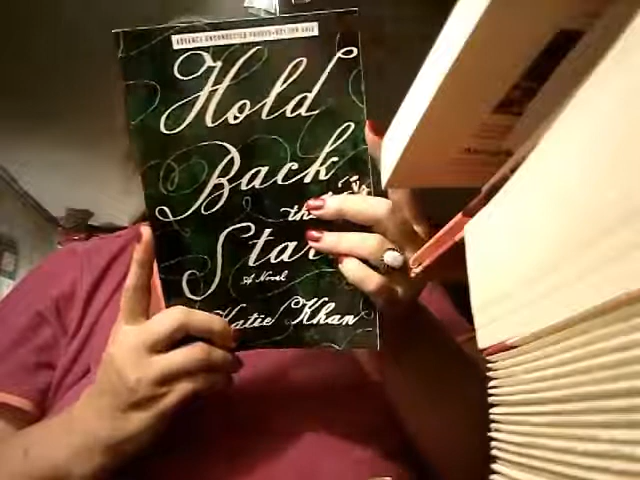 ADVANCE UNCORRECTED PROOFS • NOT FOR SALE
Hold
Back
the
Star
A Novel
Katie Khan